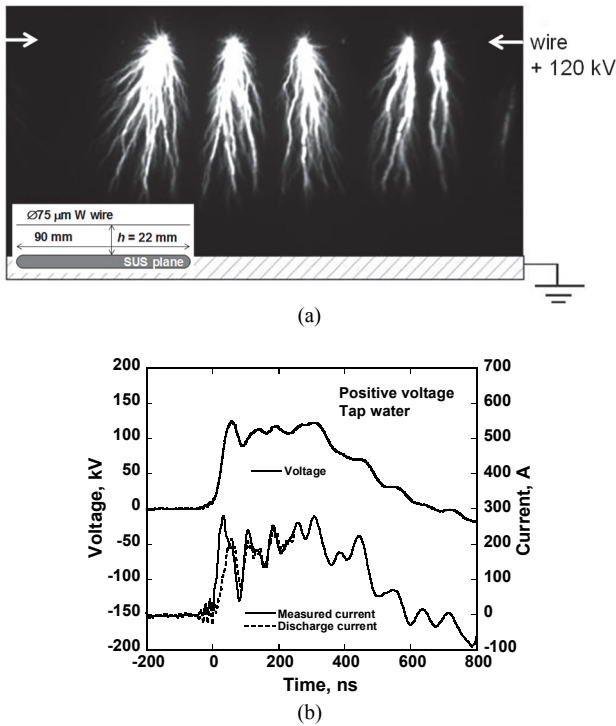 wire
+ 120 kV
Ø75 μm W wire
90 mm
h = 22 mm
SUS plane
(a)
200
150
100
50
0
-50
-100
-150
-200
Voltage, kV
Positive voltage
Tap water
Voltage
Measured current
Discharge current
700
600
500
400
300
200
100
0
-100
Current, A
-200
0
200
400
600
800
Time, ns
(b)